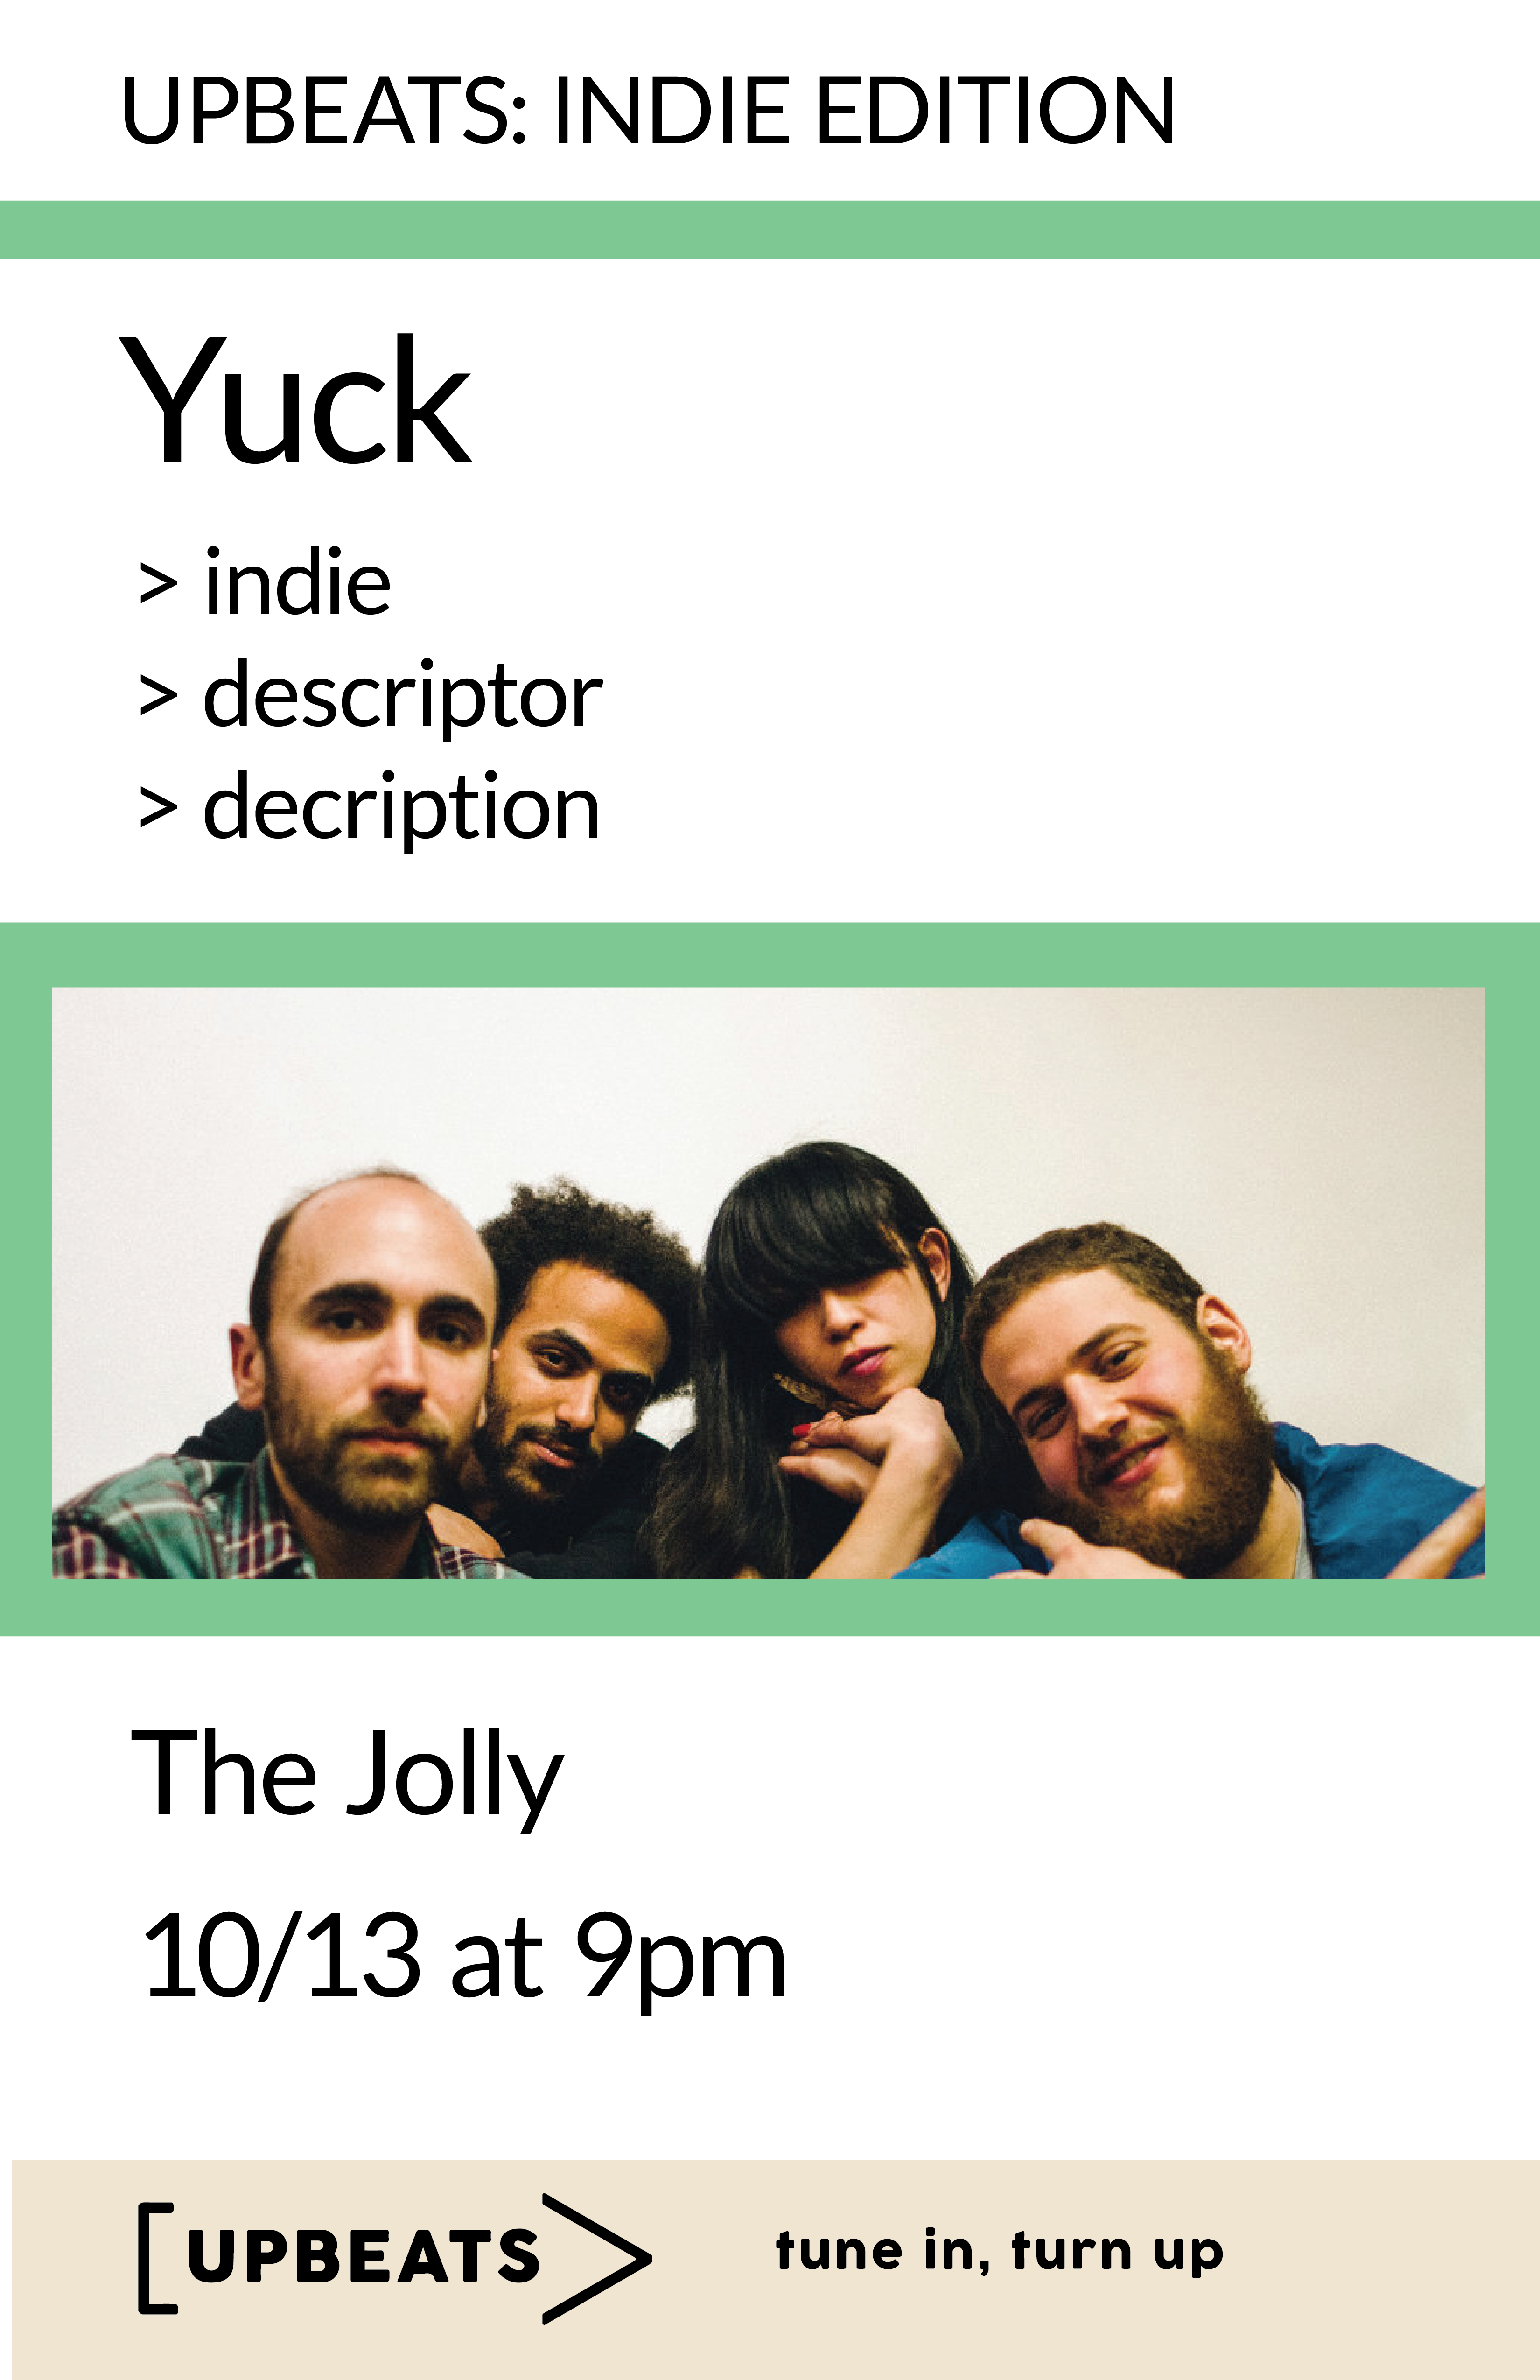 UPBEATS: INDIE EDITION
Yuck
> indie
> descriptor
> decription
The Jolly
10/13 at 9pm
[UPBEATS>
tune in, turn up